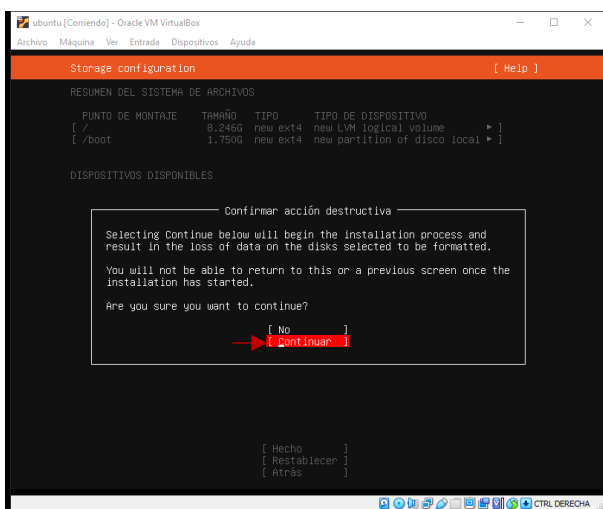 ubuntu [Corriendo] - Oracle VM VirtualBox
Archivo Máquina Ver Entrada Dispositivos Ayuda
Storage configuration [ Help ]
RESUMEN DEL SISTEMA DE ARCHIVOS
PUNTO DE MONTAJE TAMAÑO TIPO TIPO DE DISPOSITIVO
[ / 8.246G new ext4 new LVM logical volume ▸ ]
[ /boot 1.750G new ext4 new partition of disco local ▸ ]
DISPOSITIVOS DISPONIBLES
Confirmar acción destructiva
Selecting Continue below will begin the installation process and
result in the loss of data on the disks selected to be formatted.
You will not be able to return to this or a previous screen once the
installation has started.
Are you sure you want to continue?
[ No ]
[ Continuar ]
[ Hecho ]
[ Restablecer ]
[ Atrás ]
CTRL DERECHA